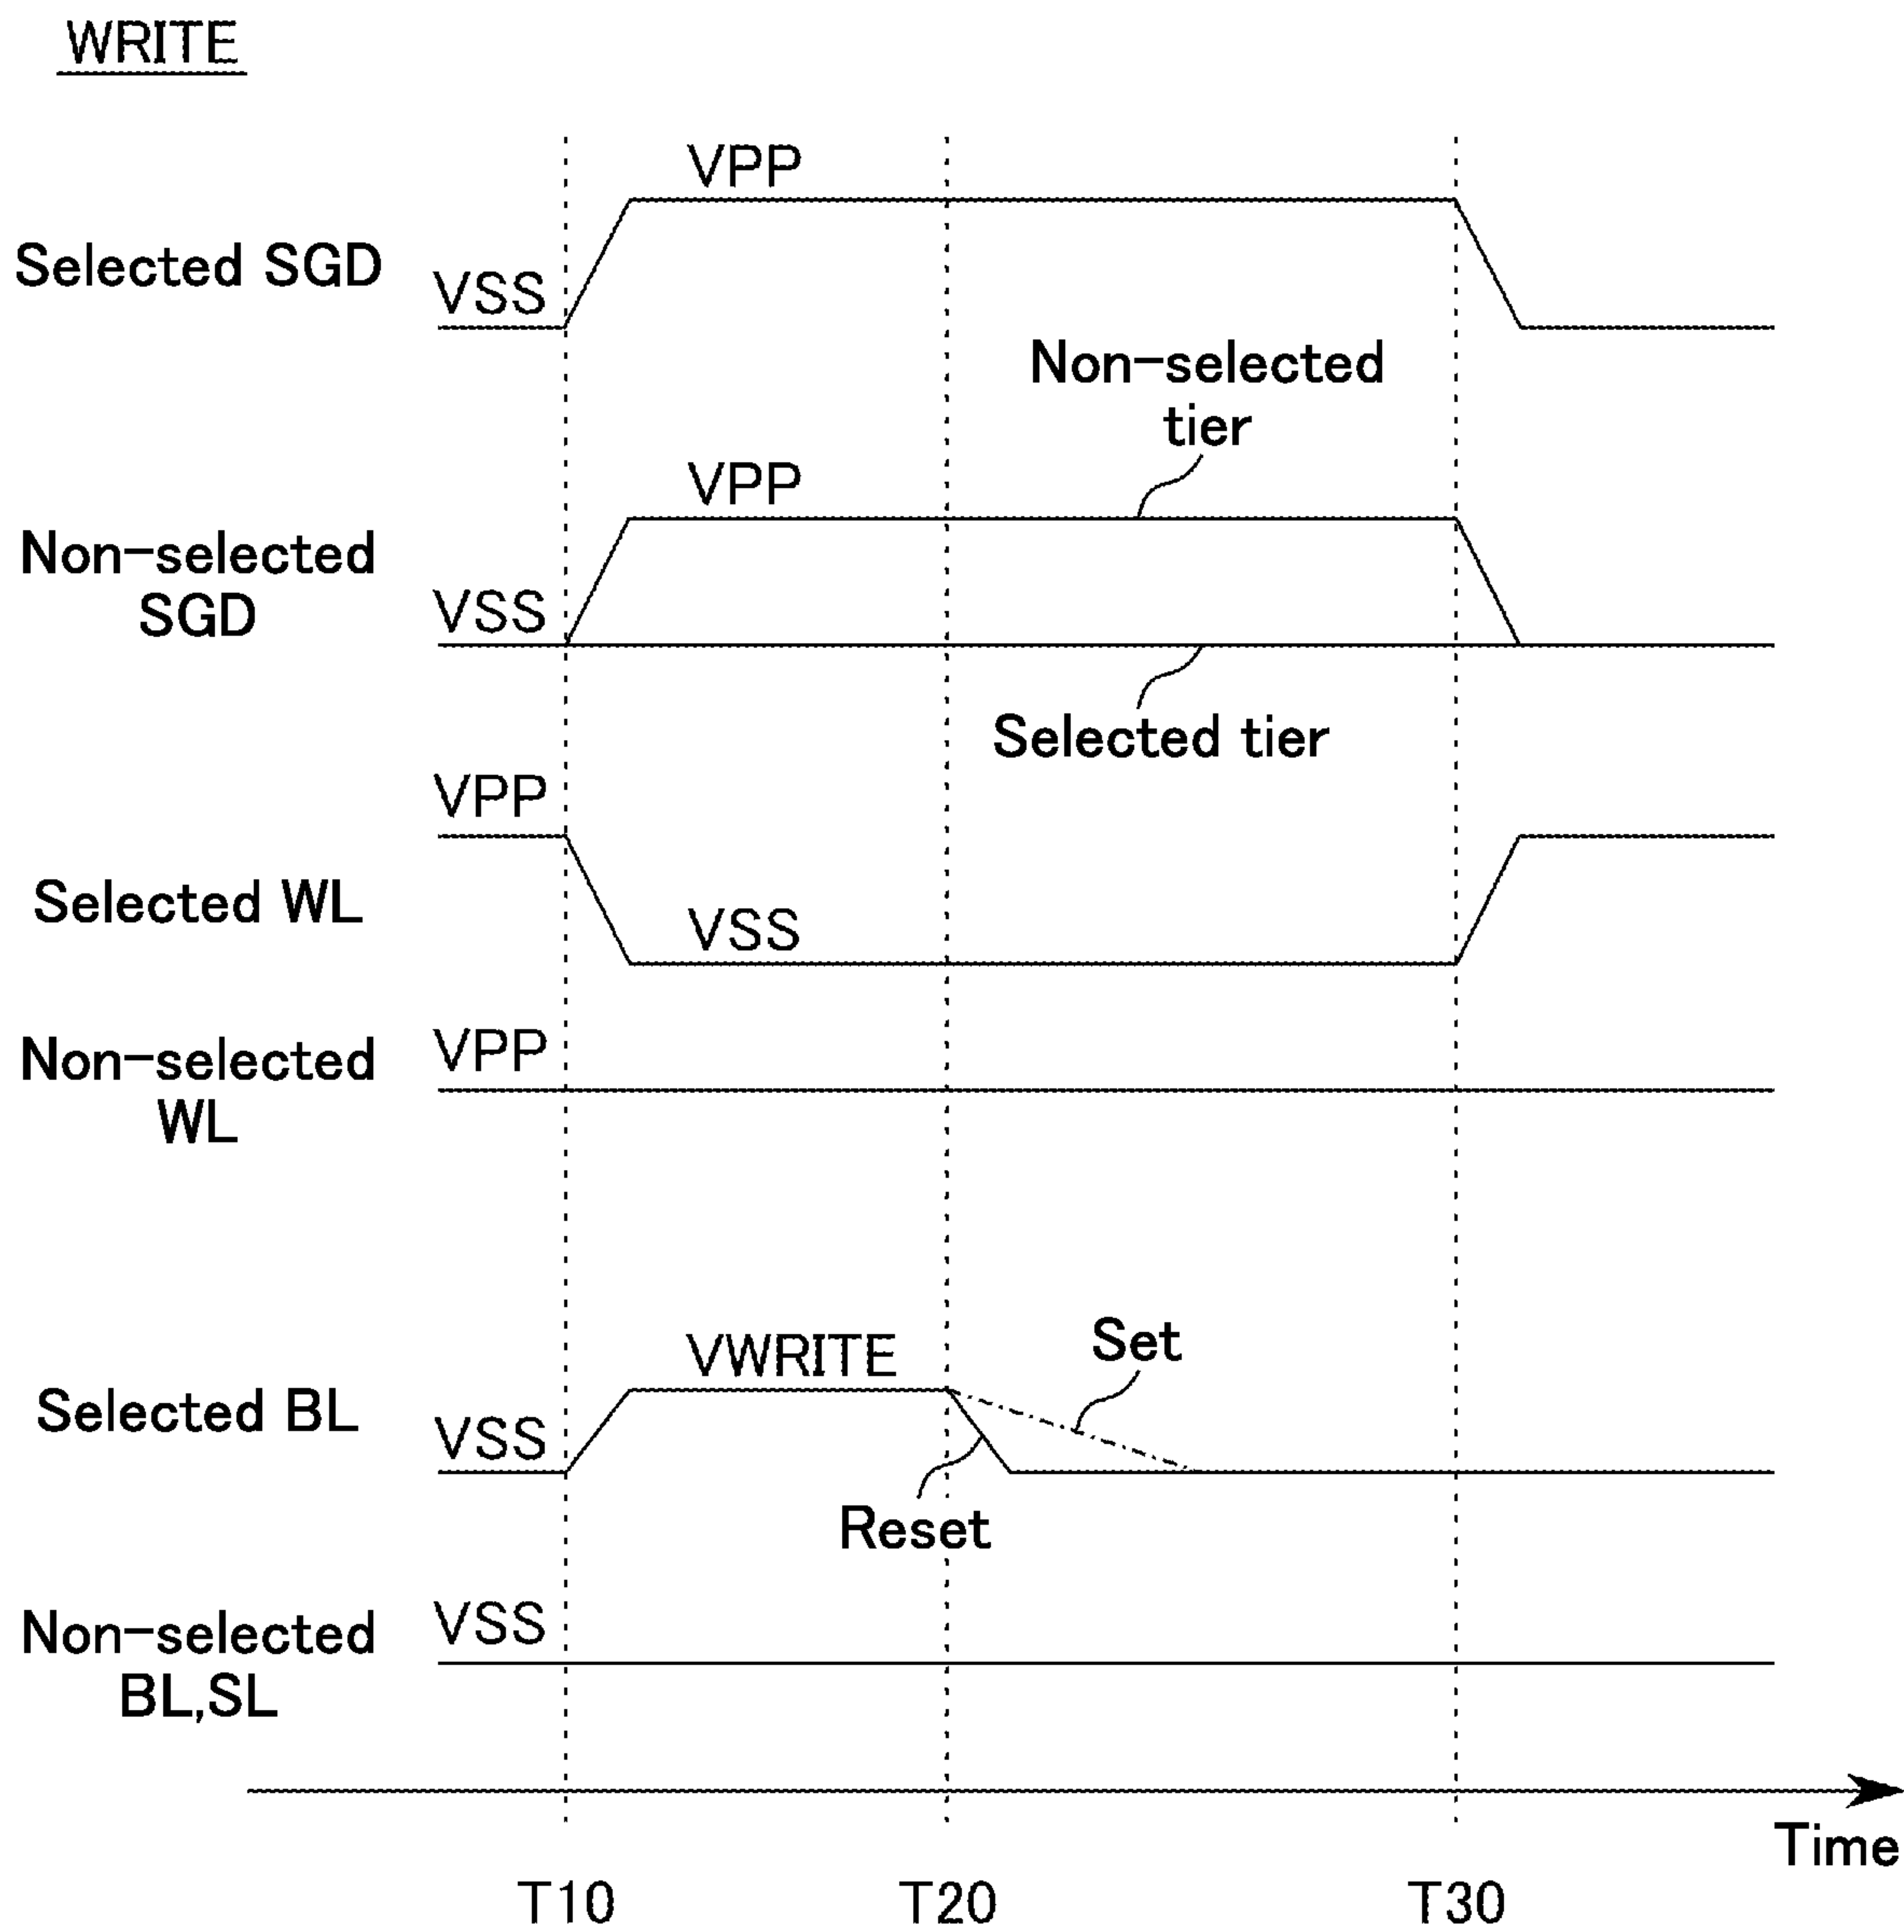 WRITE
VPP
Selected SGD
VSS
Non-selected
tier
VPP
Non-selected
SGD
VSS
Selected tier
VPP
Selected WL
VSS
VPP
Non-selected
WL
VWRITE
Set
Selected BL
VSS
Reset
VSS
Non-selected
BL,SL
Time
T10 T20 T30